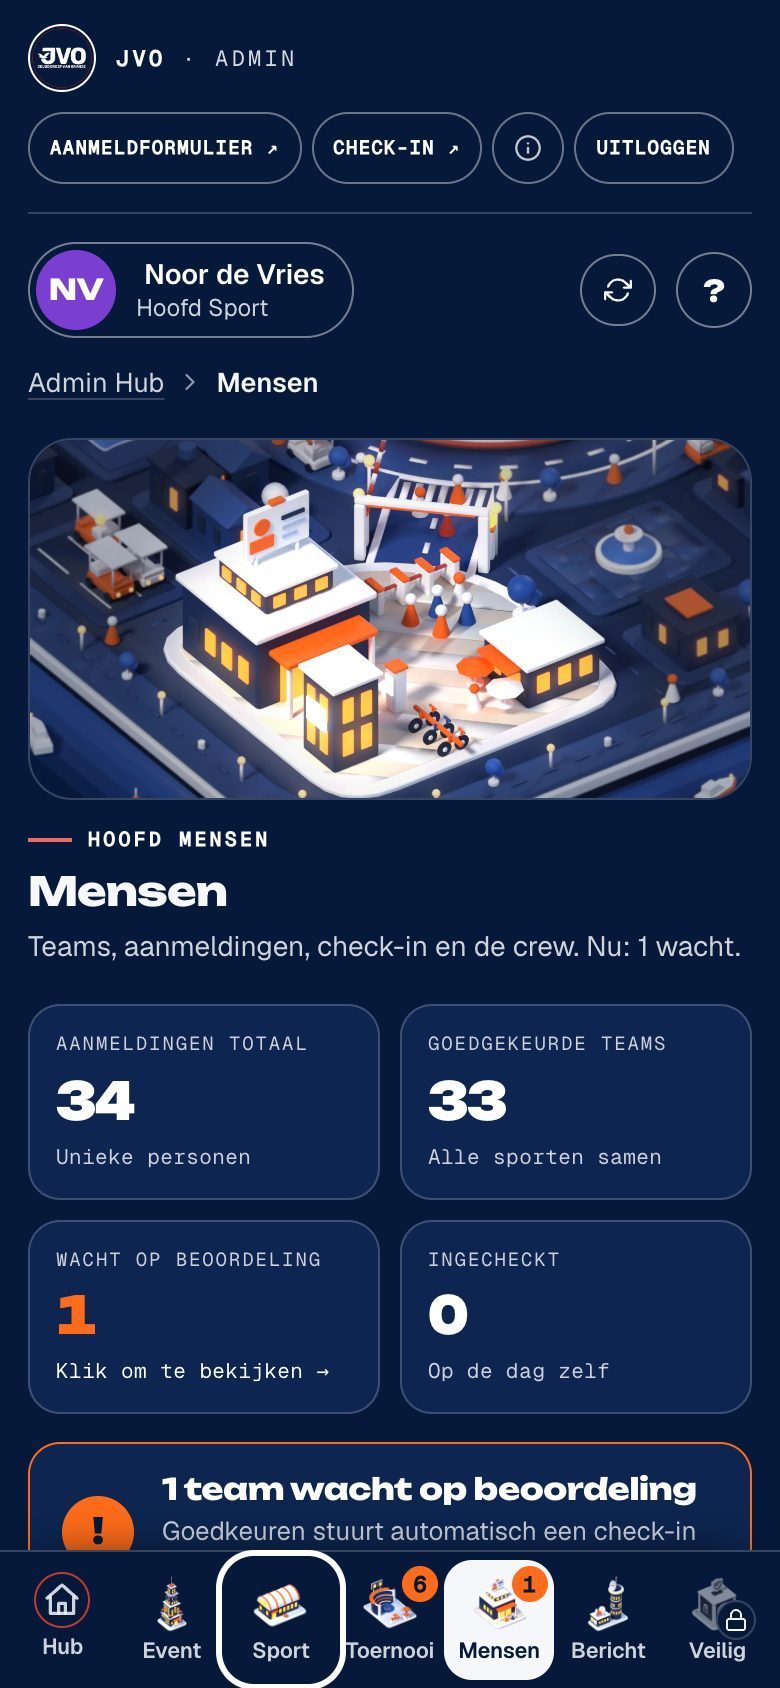 JVO
JVO · ADMIN
AANMELDFORMULIER ↗ CHECK-IN ↗ UITLOGGEN
NV Noor de Vries
Hoofd Sport
?
Admin Hub > Mensen
HOOFD MENSEN
Mensen
Teams, aanmeldingen, check-in en de crew. Nu: 1 wacht.
AANMELDINGEN TOTAAL
34
Unieke personen
GOEDGEKEURDE TEAMS
33
Alle sporten samen
WACHT OP BEOORDELING
1
Klik om te bekijken →
INGECHECKT
0
Op de dag zelf
!
1 team wacht op beoordeling
Goedkeuren stuurt automatisch een check-in
6 1
Hub Event Sport Toernooi Mensen Bericht Veilig